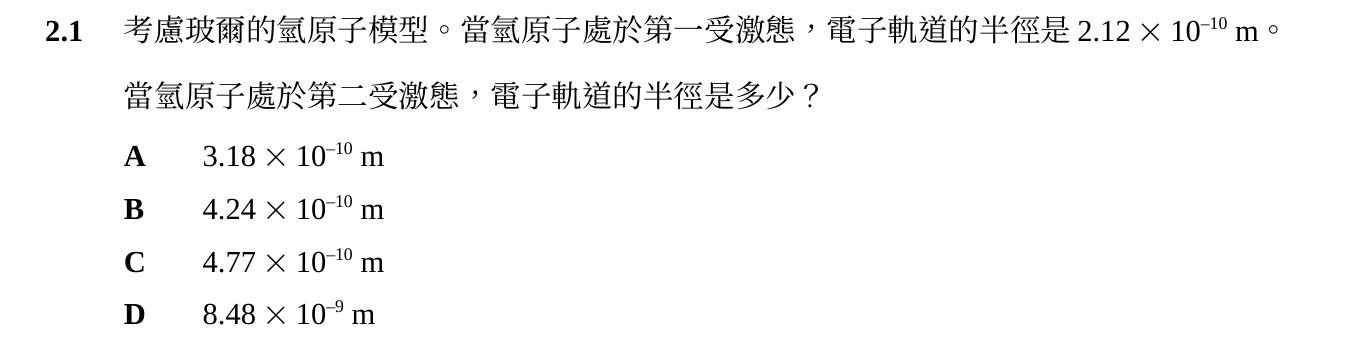 2.1 考慮玻爾的氫原子模型。當氫原子處於第一受激態，電子軌道的半徑是 2.12 × 10⁻¹⁰ m。
當氫原子處於第二受激態，電子軌道的半徑是多少？
A 3.18 × 10⁻¹⁰ m
B 4.24 × 10⁻¹⁰ m
C 4.77 × 10⁻¹⁰ m
D 8.48 × 10⁻⁹ m